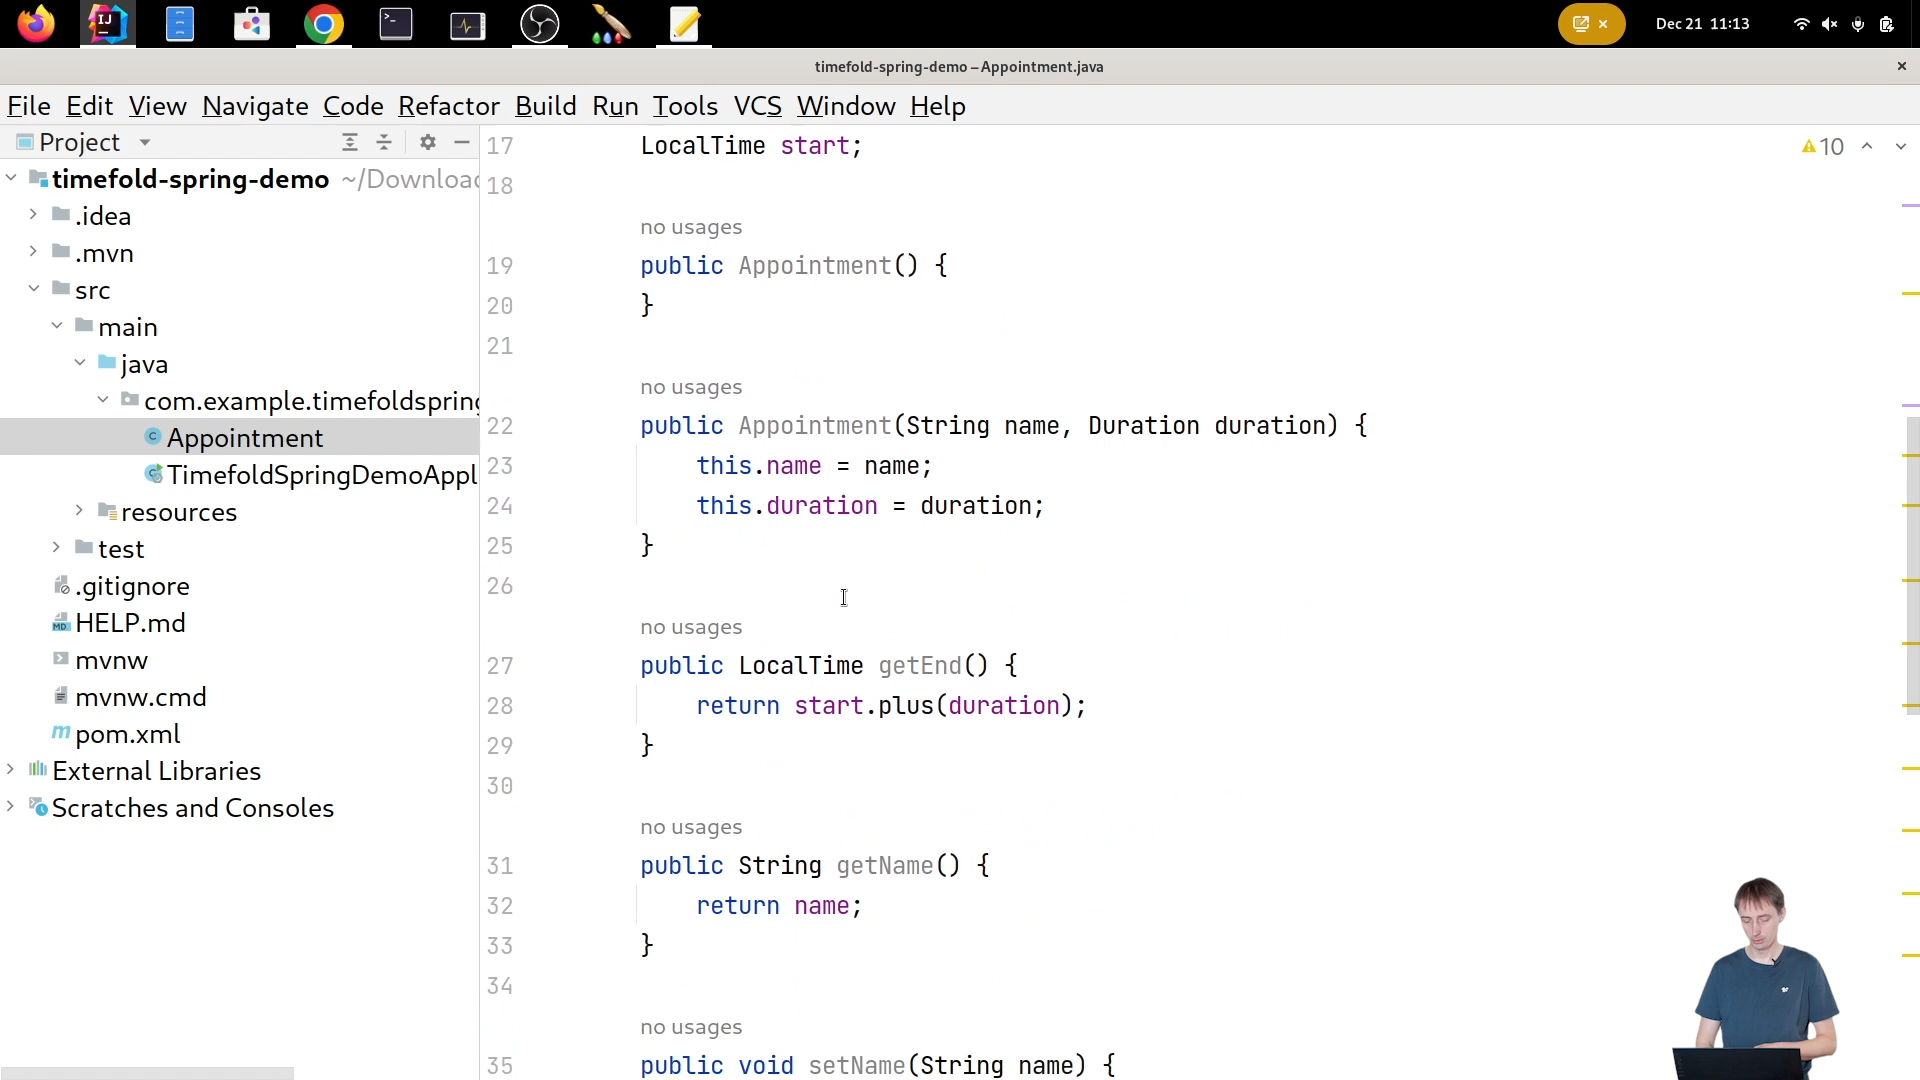 Dec 21 11:13
timefold-spring-demo – Appointment.java
File Edit View Navigate Code Refactor Build Run Tools VCS Window Help
Project
timefold-spring-demo ~/Downloa
.idea
.mvn
src
main
java
com.example.timefoldspring
Appointment
TimefoldSpringDemoAppl
resources
test
.gitignore
HELP.md
mvnw
mvnw.cmd
pom.xml
External Libraries
Scratches and Consoles
10
17 LocalTime start;
18
no usages
19 public Appointment() {
20 }
21
no usages
22 public Appointment(String name, Duration duration) {
23 this.name = name;
24 this.duration = duration;
25 }
26
no usages
27 public LocalTime getEnd() {
28 return start.plus(duration);
29 }
30
no usages
31 public String getName() {
32 return name;
33 }
34
no usages
35 public void setName(String name) {